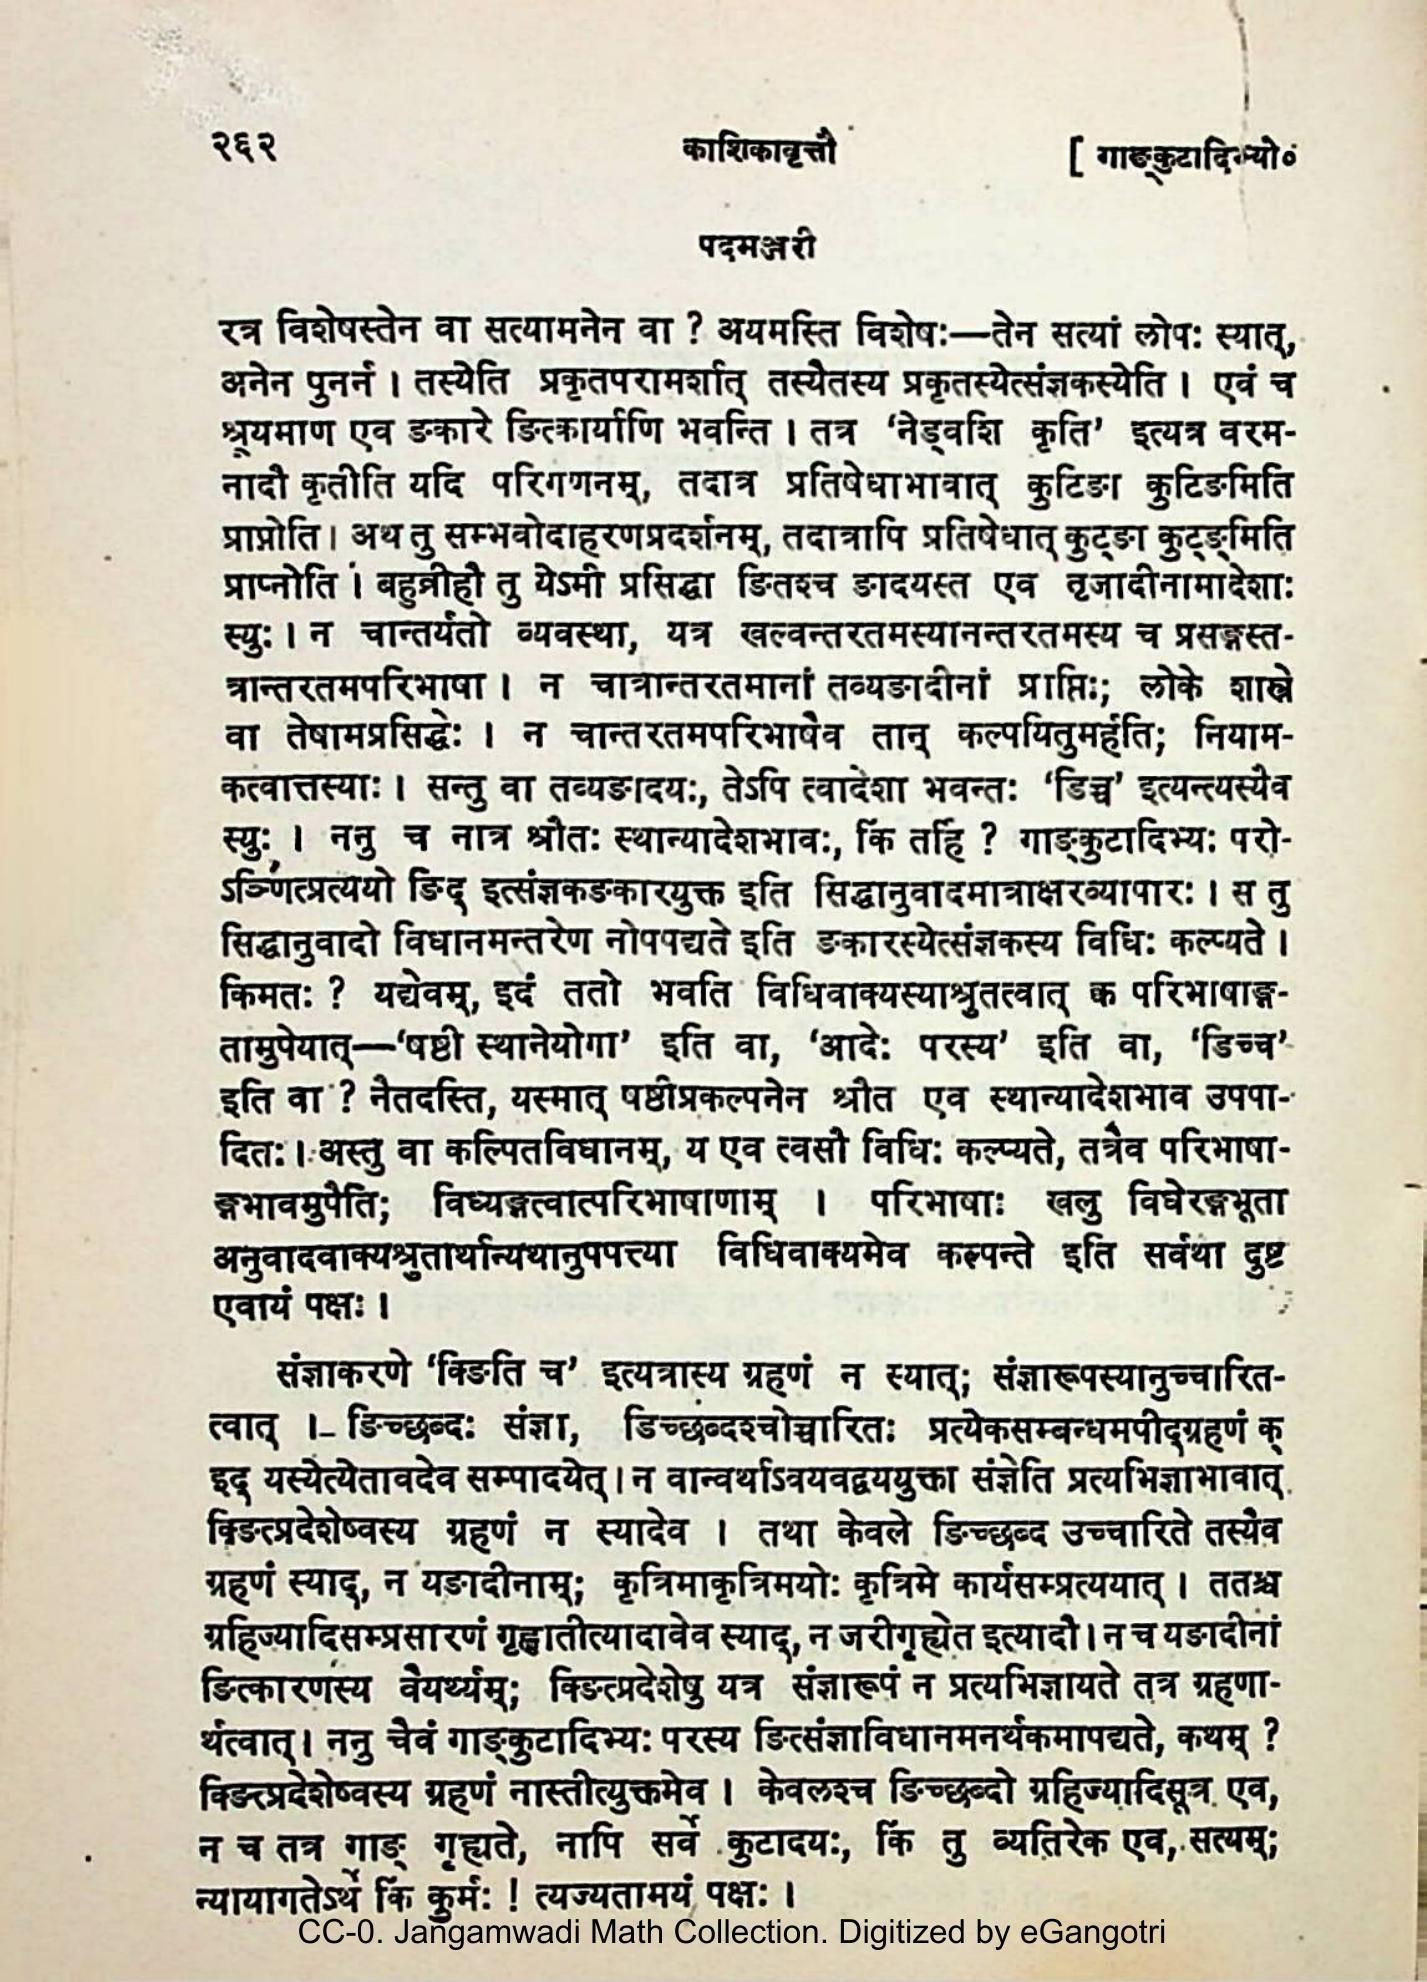 २६२ काशिकावृत्तौ [ गाङ्कुटादिभ्यो०
पदमञ्जरी
रत्र विशेषस्तेन वा सत्यामनेन वा ? अयमस्ति विशेषः—तेन सत्यां लोपः स्यात्,
अनेन पुनर्न । तस्येति प्रकृतपरामर्शात् तस्यैतस्य प्रकृतस्येत्संज्ञकस्येति । एवं च
श्रूयमाण एव ङकारे ङित्कार्याणि भवन्ति । तत्र ‘नेड्वशि कृति’ इत्यत्र वरम-
नादौ कृतीति यदि परिगणनम्, तदात्र प्रतिषेधाभावात् कुटिङा कुटिङमिति
प्राप्नोति । अथ तु सम्भवोदाहरणप्रदर्शनम्, तदात्रापि प्रतिषेधात् कुट्ङा कुट्ङ्मिति
प्राप्नोति । बहुव्रीहौ तु येऽमी प्रसिद्धा ङितश्च ङादयस्त एव तृजादीनामादेशाः
स्युः । न चान्तर्यतो व्यवस्था, यत्र खल्वन्तरतमस्यानन्तरतमस्य च प्रसङ्गस्त-
त्रान्तरतमपरिभाषा । न चात्रान्तरतमानां तव्यङादीनां प्राप्तिः; लोके शास्त्रे
वा तेषामप्रसिद्धेः । न चान्तरतमपरिभाषैव तान् कल्पयितुमर्हति; नियाम-
कत्वात्तस्याः । सन्तु वा तव्यङादयः, तेऽपि त्वादेशा भवन्तः ‘ङिच्च’ इत्यन्त्यस्यैव
स्युः । ननु च नात्र श्रौतः स्थान्यादेशभावः, किं तर्हि ? गाङ्कुटादिभ्यः परो-
ऽञ्णित्प्रत्ययो ङिद् इत्संज्ञकङकारयुक्त इति सिद्धानुवादमात्राक्षरव्यापारः । स तु
सिद्धानुवादो विधानमन्तरेण नोपपद्यते इति ङकारस्येत्संज्ञकस्य विधिः कल्प्यते ।
किमतः ? यद्येवम्, इदं ततो भवति विधिवाक्यस्याश्रुतत्वात् क्व परिभाषाङ्ग-
तामुपेयात्—‘षष्ठी स्थानेयोगा’ इति वा, ‘आदेः परस्य’ इति वा, ‘ङिच्च’
इति वा ? नैतदस्ति, यस्मात् षष्ठीप्रकल्पनेन श्रौत एव स्थान्यादेशभाव उपपा-
दितः । अस्तु वा कल्पितविधानम्, य एव त्वसौ विधिः कल्प्यते, तत्रैव परिभाषा-
ङ्गभावमुपैति; विध्यङ्गत्वात्परिभाषाणाम् । परिभाषाः खलु विधेरङ्गभूता
अनुवादवाक्यश्रुतार्थान्यथानुपपत्त्या विधिवाक्यमेव कल्पन्ते इति सर्वथा दुष्ट
एवायं पक्षः ।
संज्ञाकरणे ‘क्ङिति च’ इत्यत्रास्य ग्रहणं न स्यात्; संज्ञारूपस्यानुच्चारित-
त्वात् । ङिच्छब्दः संज्ञा, ङिच्छब्दश्चोच्चारितः प्रत्येकसम्बन्धमपीद्ग्रहणं क्
इद् यस्येत्येतावदेव सम्पादयेत् । न वान्वर्थाऽवयवद्वययुक्ता संज्ञेति प्रत्यभिज्ञाभावात्
क्ङित्प्रदेशेष्वस्य ग्रहणं न स्यादेव । तथा केवले ङिच्छब्द उच्चारिते तस्यैव
ग्रहणं स्याद्, न यङादीनाम्; कृत्रिमाकृत्रिमयोः कृत्रिमे कार्यसम्प्रत्ययात् । ततश्च
ग्रहिज्यादिसम्प्रसारणं गृह्णातीत्यादावेव स्याद्, न जरीगृह्येत इत्यादौ । न च यङादीनां
ङित्कारणस्य वैयर्थ्यम्; क्ङित्प्रदेशेषु यत्र संज्ञारूपं न प्रत्यभिज्ञायते तत्र ग्रहणा-
र्थत्वात् । ननु चैवं गाङ्कुटादिभ्यः परस्य ङित्संज्ञाविधानमनर्थकमापद्यते, कथम् ?
क्ङित्प्रदेशेष्वस्य ग्रहणं नास्तीत्युक्तमेव । केवलश्च ङिच्छब्दो ग्रहिज्यादिसूत्र एव,
न च तत्र गाङ् गृह्यते, नापि सर्वे कुटादयः, किं तु व्यतिरेक एव, सत्यम्;
न्यायागतेऽर्थे किं कुर्मः ! त्यज्यतामयं पक्षः ।
CC-0. Jangamwadi Math Collection. Digitized by eGangotri